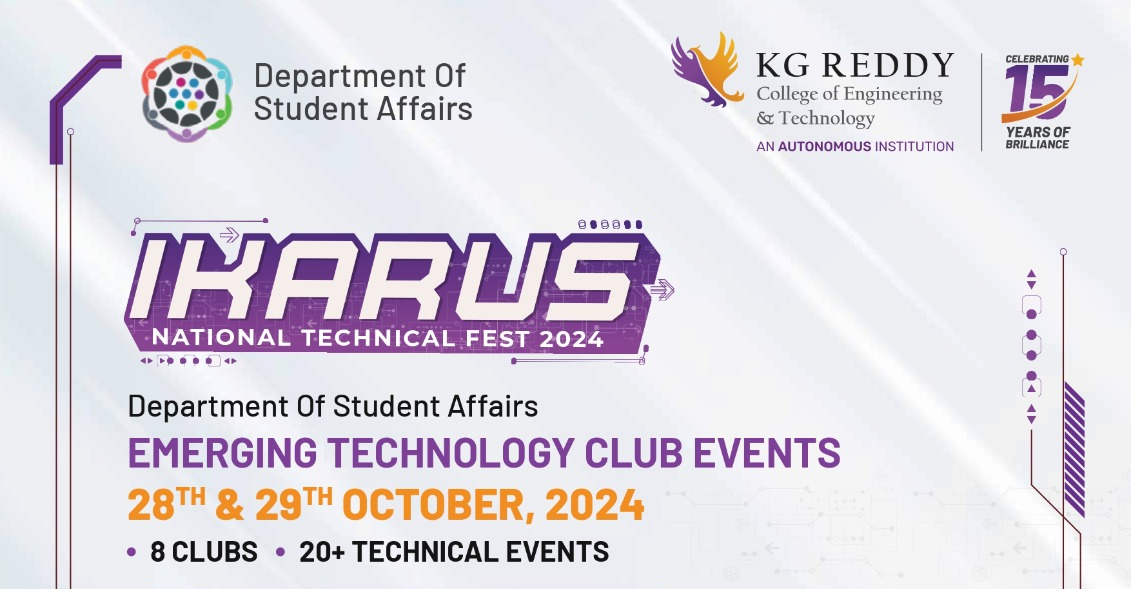 Department Of
Student Affairs
KG REDDY
College of Engineering
& Technology
AN AUTONOMOUS INSTITUTION
CELEBRATING
15
YEARS OF
BRILLIANCE
IKARUS
NATIONAL TECHNICAL FEST 2024
Department Of Student Affairs
EMERGING TECHNOLOGY CLUB EVENTS
28TH & 29TH OCTOBER, 2024
• 8 CLUBS • 20+ TECHNICAL EVENTS